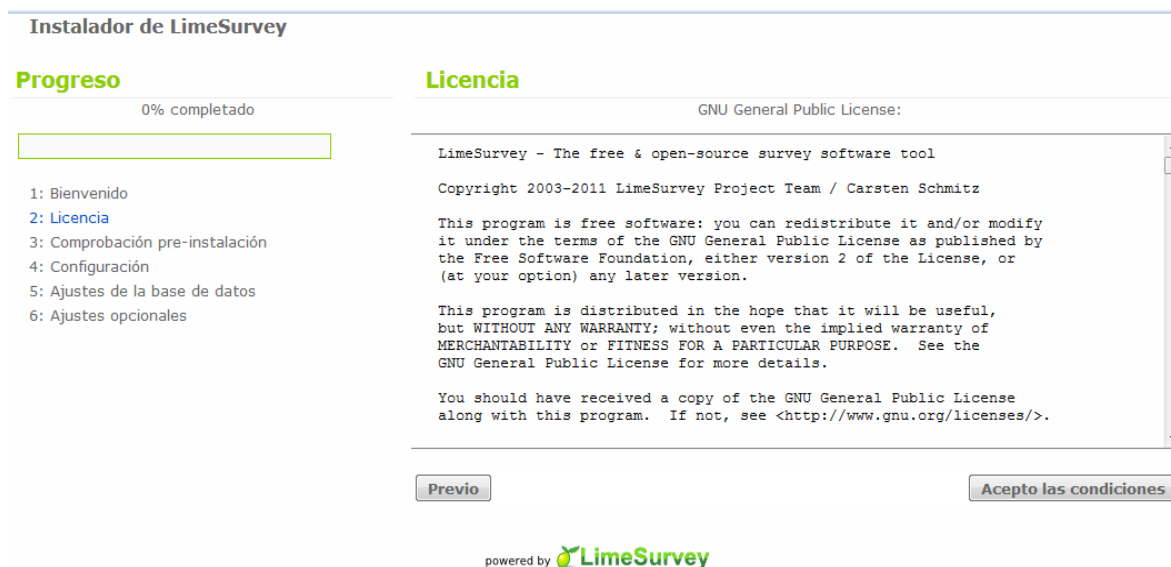 Instalador de LimeSurvey
Progreso
0% completado
1: Bienvenido
2: Licencia
3: Comprobación pre-instalación
4: Configuración
5: Ajustes de la base de datos
6: Ajustes opcionales
Licencia
GNU General Public License:
LimeSurvey - The free & open-source survey software tool
Copyright 2003-2011 LimeSurvey Project Team / Carsten Schmitz
This program is free software: you can redistribute it and/or modify
it under the terms of the GNU General Public License as published by
the Free Software Foundation, either version 2 of the License, or
(at your option) any later version.
This program is distributed in the hope that it will be useful,
but WITHOUT ANY WARRANTY; without even the implied warranty of
MERCHANTABILITY or FITNESS FOR A PARTICULAR PURPOSE.  See the
GNU General Public License for more details.
You should have received a copy of the GNU General Public License
along with this program.  If not, see <http://www.gnu.org/licenses/>.
Previo
Acepto las condiciones
powered by LimeSurvey